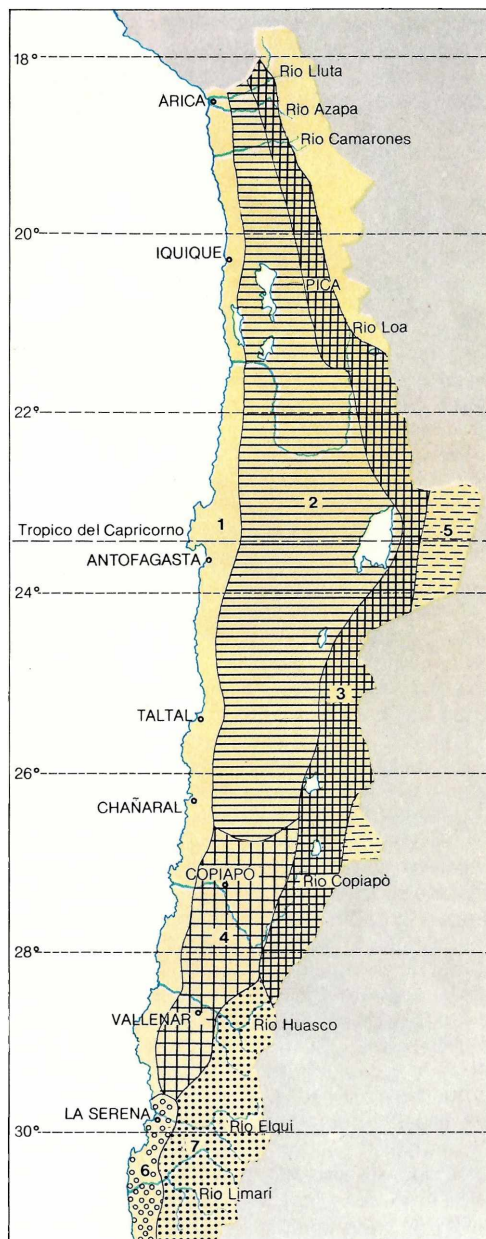 18°
Rio Lluta
ARICA
Rio Azapa
Rio Camarones
20°
IQUIQUE
PICA
Rio Loa
22°
1
2
5
Tropico del Capricorno
ANTOFAGASTA
24°
3
TALTAL
26°
CHAÑARAL
COPIAPÒ
Rio Copiapò
4
28°
VALLENAR
Rio Huasco
LA SERENA
Rio Elqui
30°
7
6
Rio Limarí